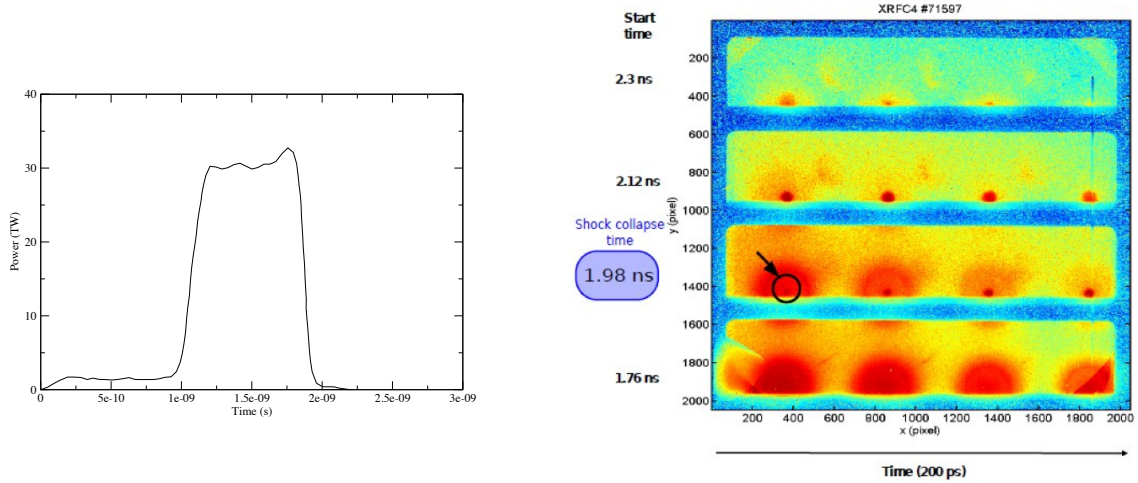 40
30
20
10
0
Power (TW)
0
5e-10
1e-09
1.5e-09
2e-09
2.5e-09
3e-09
Time (s)
XRFC4 #71597
Start
time
2.3 ns
2.12 ns
Shock collapse
time
1.98 ns
1.76 ns
y (pixel)
200
400
600
800
1000
1200
1400
1600
1800
2000
200 400 600 800 1000 1200 1400 1600 1800 2000
x (pixel)
Time (200 ps)